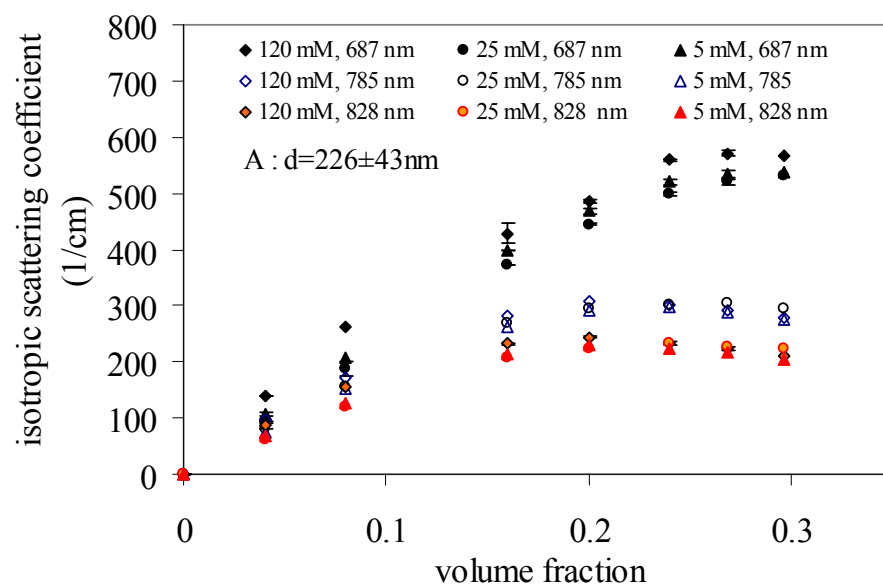 800
700
600
500
400
300
200
100
0
isotropic scattering coefficient
(1/cm)
120 mM, 687 nm 25 mM, 687 nm 5 mM, 687 nm
120 mM, 785 nm 25 mM, 785 nm 5 mM, 785
120 mM, 828 nm 25 mM, 828 nm 5 mM, 828 nm
A : d=226±43nm
0 0.1 0.2 0.3
volume fraction